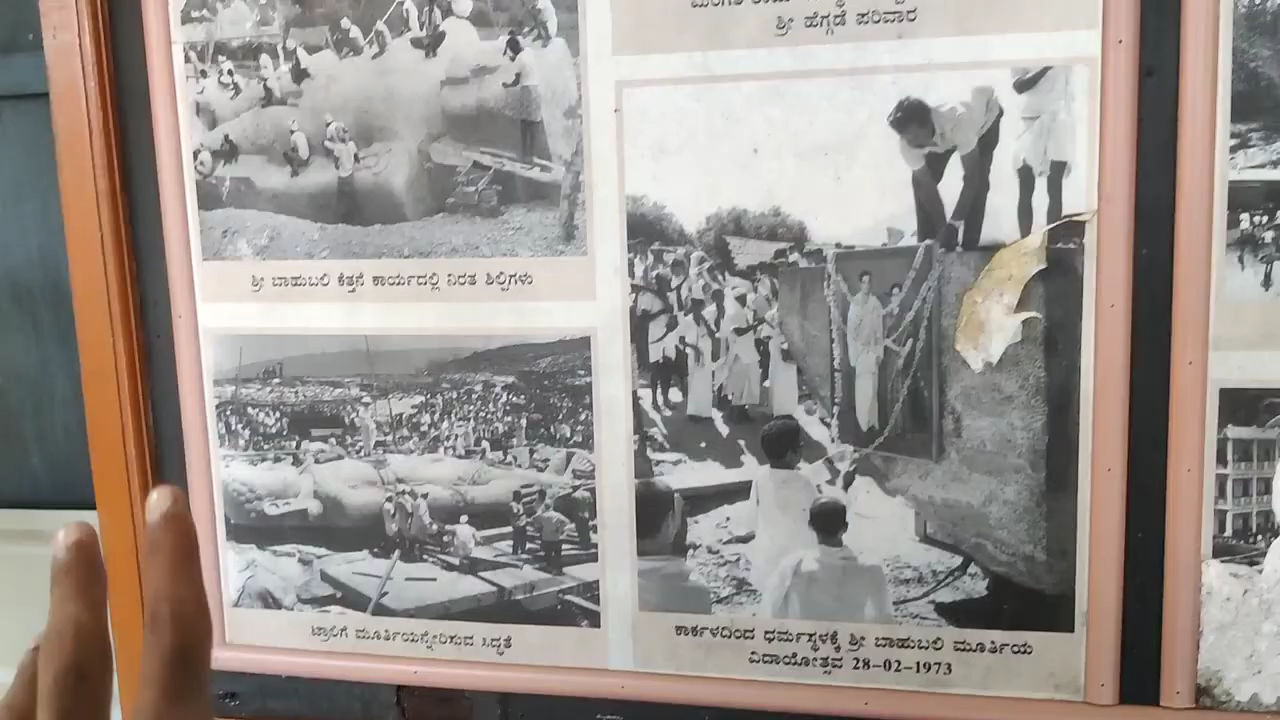 ಶ್ರೀ ಹೆಗ್ಗಡೆ ಪರಿವಾರ
ಶ್ರೀ ಬಾಹುಬಲಿ ಕೆತ್ತನೆ ಕಾರ್ಯದಲ್ಲಿ ನಿರತ ಶಿಲ್ಪಿಗಳು
ಟ್ರಾಲಿಗೆ ಮೂರ್ತಿಯನ್ನೇರಿಸುವ ಸಿದ್ಧತೆ
ಕಾರ್ಕಳದಿಂದ ಧರ್ಮಸ್ಥಳಕ್ಕೆ ಶ್ರೀ ಬಾಹುಬಲಿ ಮೂರ್ತಿಯ
ವಿದಾಯೋತ್ಸವ 28-02-1973